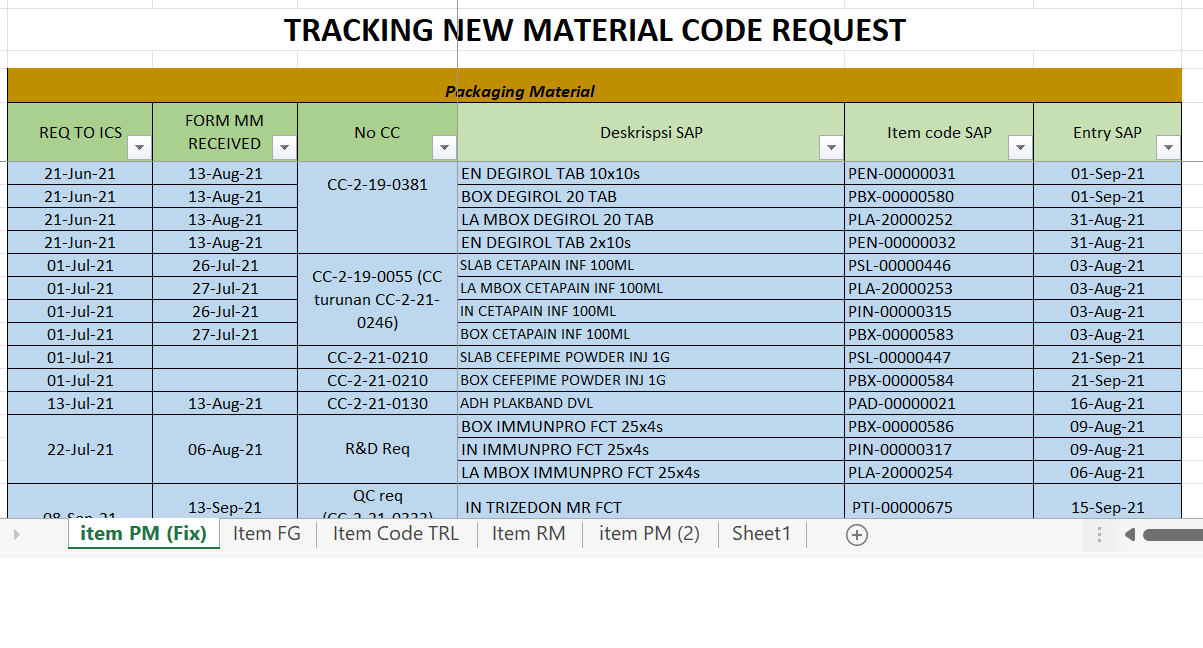 TRACKING NEW MATERIAL CODE REQUEST
Packaging Material
REQ TO ICS FORM MM RECEIVED No CC Deskrispsi SAP Item code SAP Entry SAP
21-Jun-21 13-Aug-21 CC-2-19-0381 EN DEGIROL TAB 10x10s PEN-00000031 01-Sep-21
21-Jun-21 13-Aug-21 BOX DEGIROL 20 TAB PBX-00000580 01-Sep-21
21-Jun-21 13-Aug-21 LA MBOX DEGIROL 20 TAB PLA-20000252 31-Aug-21
21-Jun-21 13-Aug-21 EN DEGIROL TAB 2x10s PEN-00000032 31-Aug-21
01-Jul-21 26-Jul-21 CC-2-19-0055 (CC turunan CC-2-21-0246) SLAB CETAPAIN INF 100ML PSL-00000446 03-Aug-21
01-Jul-21 27-Jul-21 LA MBOX CETAPAIN INF 100ML PLA-20000253 03-Aug-21
01-Jul-21 26-Jul-21 IN CETAPAIN INF 100ML PIN-00000315 03-Aug-21
01-Jul-21 27-Jul-21 BOX CETAPAIN INF 100ML PBX-00000583 03-Aug-21
01-Jul-21 CC-2-21-0210 SLAB CEFEPIME POWDER INJ 1G PSL-00000447 21-Sep-21
01-Jul-21 CC-2-21-0210 BOX CEFEPIME POWDER INJ 1G PBX-00000584 21-Sep-21
13-Jul-21 13-Aug-21 CC-2-21-0130 ADH PLAKBAND DVL PAD-00000021 16-Aug-21
22-Jul-21 06-Aug-21 R&D Req BOX IMMUNPRO FCT 25x4s PBX-00000586 09-Aug-21
IN IMMUNPRO FCT 25x4s PIN-00000317 09-Aug-21
LA MBOX IMMUNPRO FCT 25x4s PLA-20000254 06-Aug-21
08-Sep-21 13-Sep-21 QC req IN TRIZEDON MR FCT PTI-00000675 15-Sep-21
item PM (Fix) Item FG Item Code TRL Item RM item PM (2) Sheet1